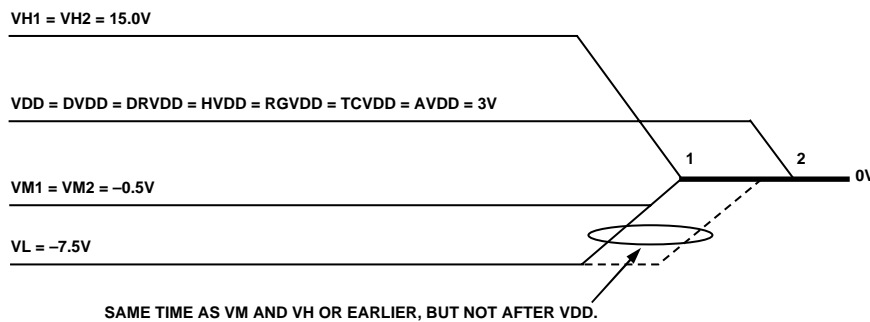 VH1 = VH2 = 15.0V
VDD = DVDD = DRVDD = HVDD = RGVDD = TCVDD = AVDD = 3V
1 2
0V
VM1 = VM2 = –0.5V
VL = –7.5V
SAME TIME AS VM AND VH OR EARLIER, BUT NOT AFTER VDD.